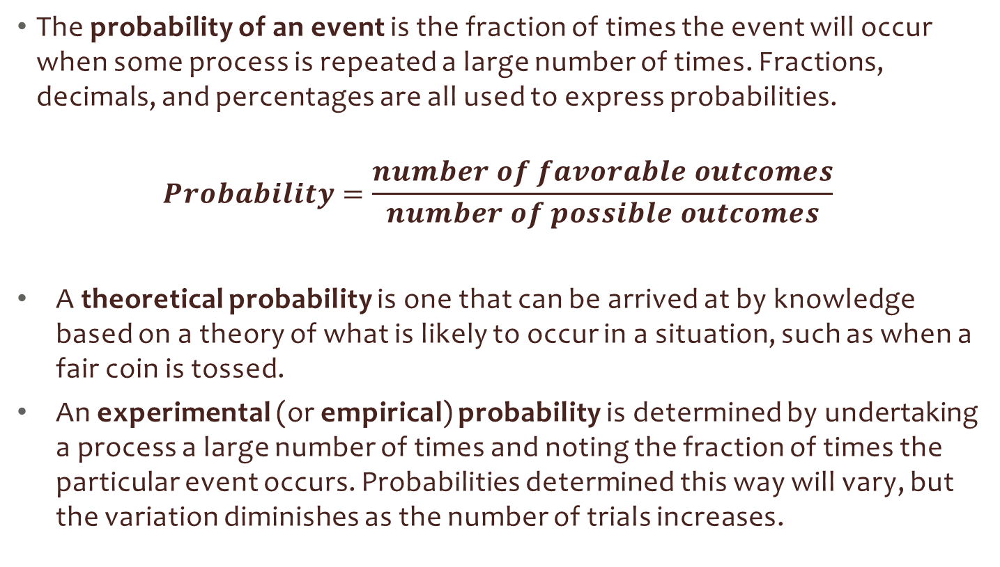 • The probability of an event is the fraction of times the event will occur
when some process is repeated a large number of times. Fractions,
decimals, and percentages are all used to express probabilities.
Probability = number of favorable outcomes
number of possible outcomes
• A theoretical probability is one that can be arrived at by knowledge
based on a theory of what is likely to occur in a situation, such as when a
fair coin is tossed.
• An experimental (or empirical) probability is determined by undertaking
a process a large number of times and noting the fraction of times the
particular event occurs. Probabilities determined this way will vary, but
the variation diminishes as the number of trials increases.